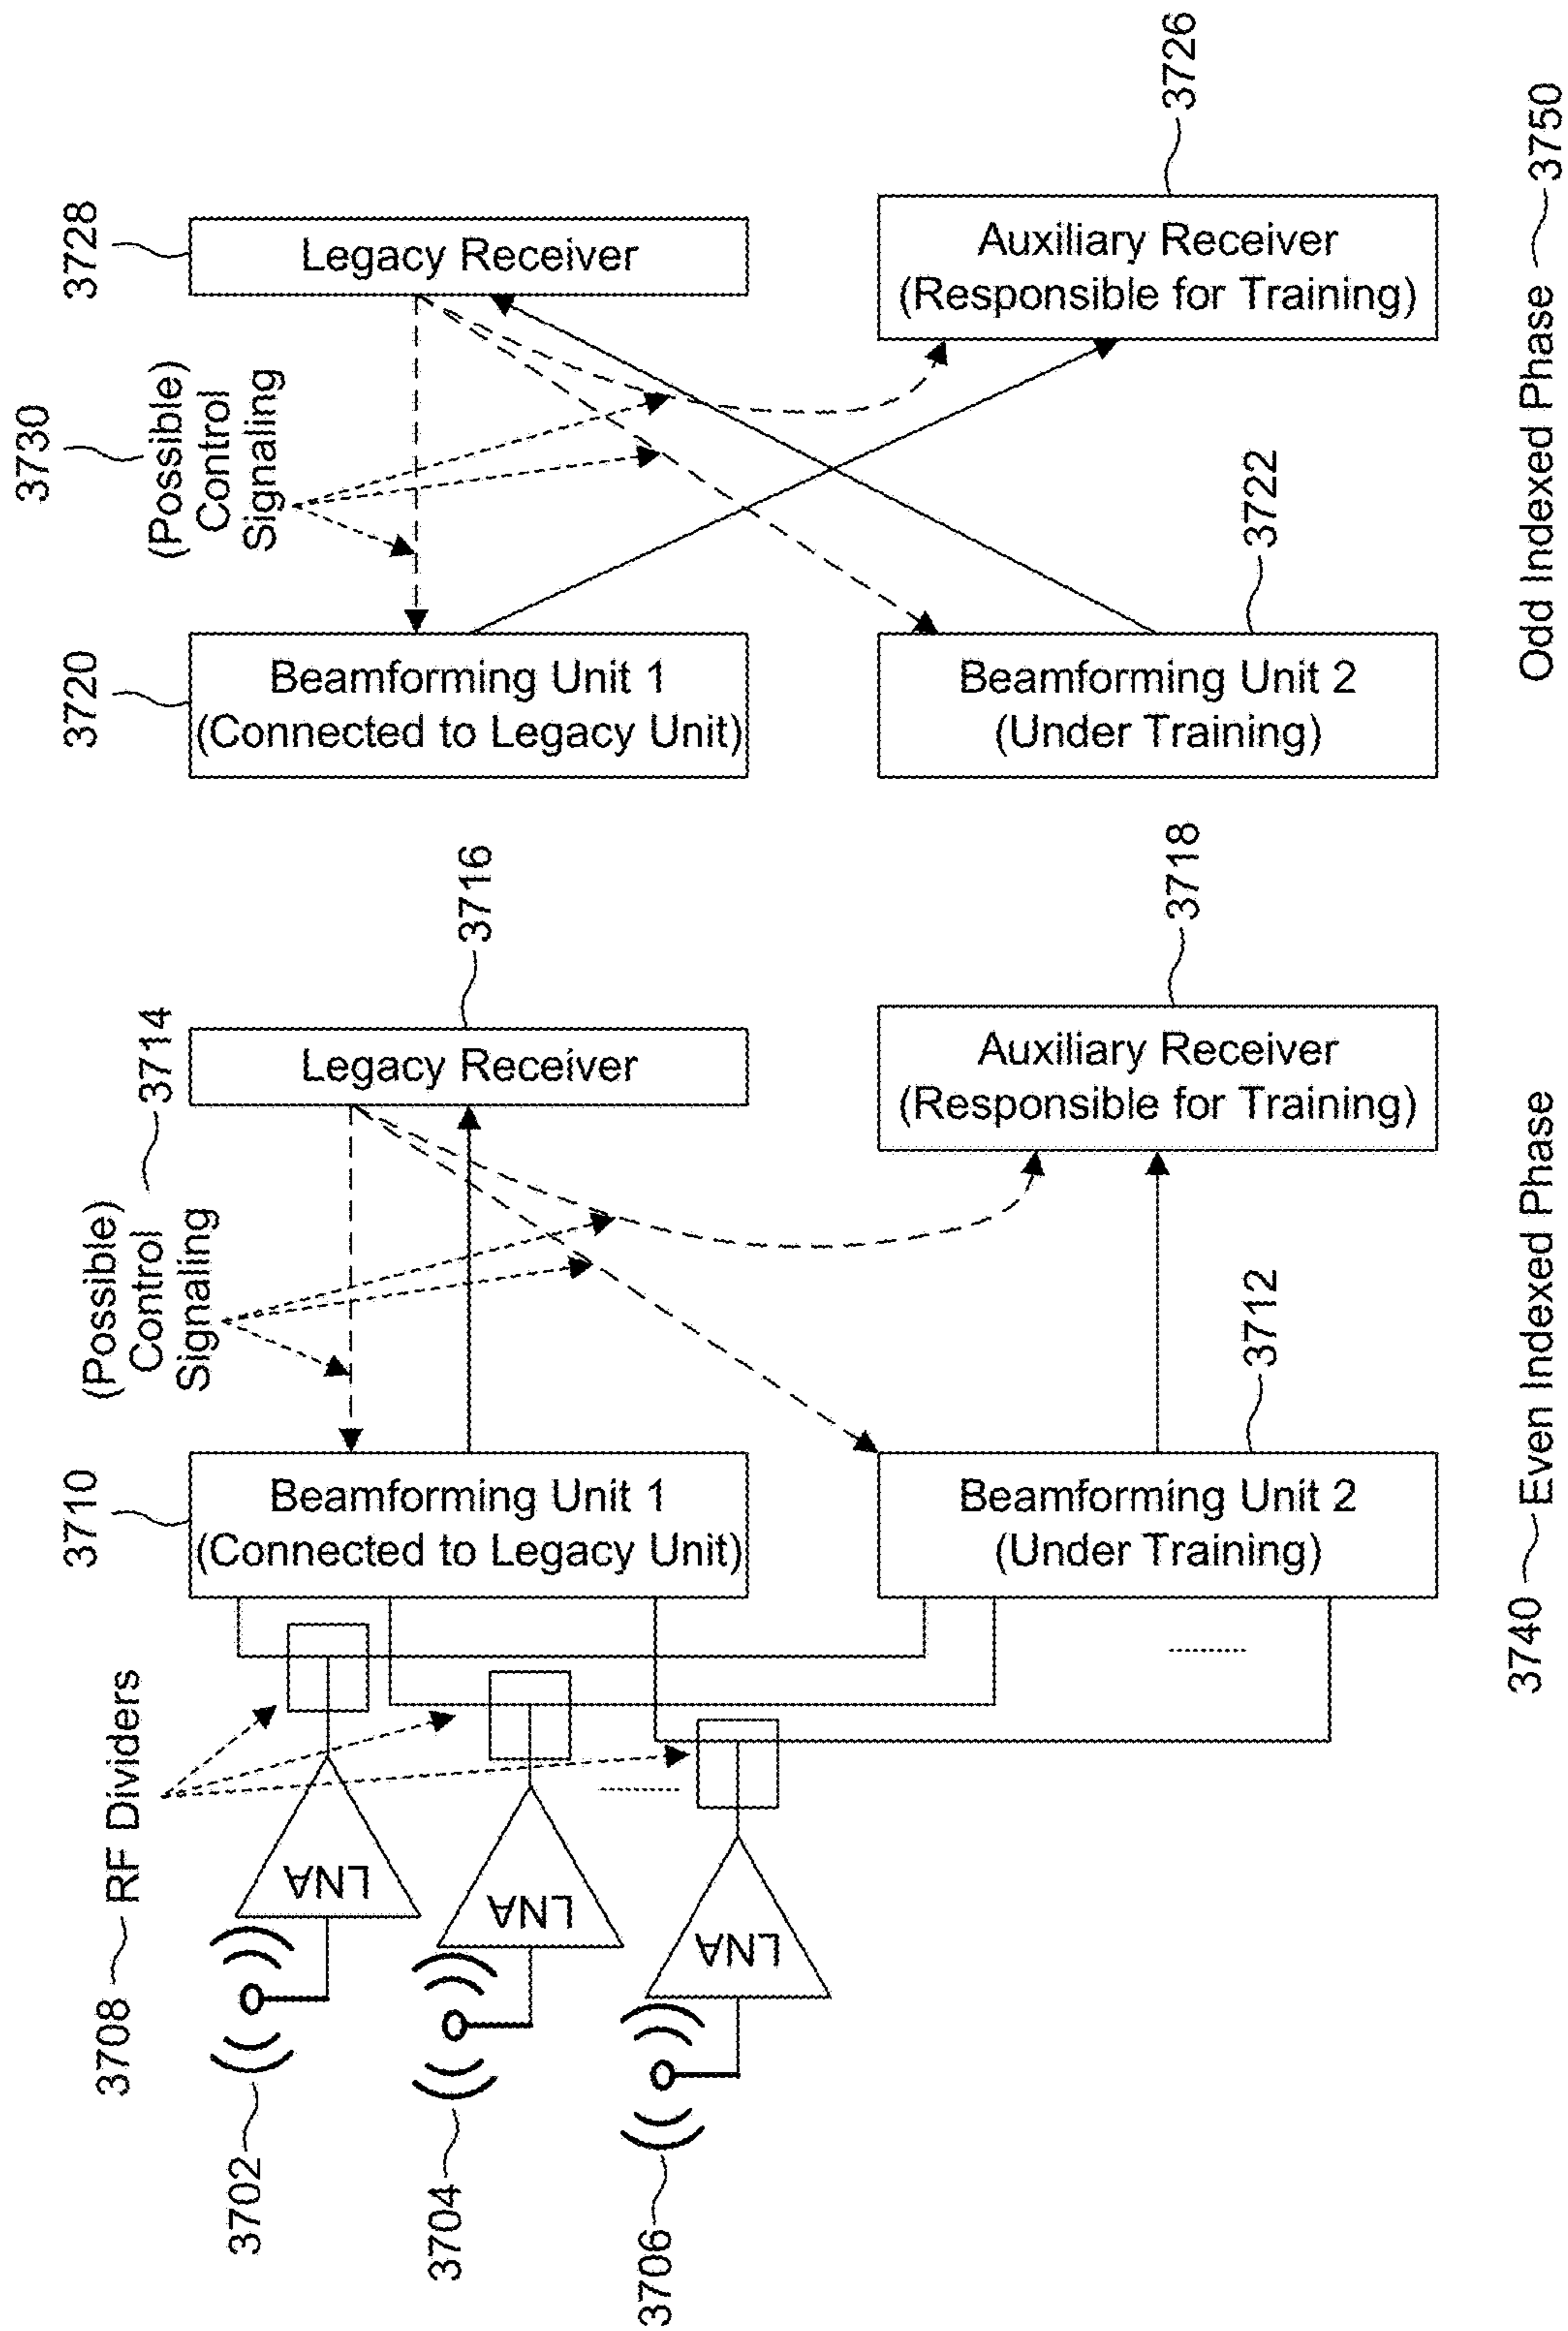 3708
RF Dividers
3702
LNA
3704
LNA
3706
LNA
3710
Beamforming Unit 1
(Connected to Legacy Unit)
(Possible)
Control
Signaling
3714
Legacy Receiver
3716
Beamforming Unit 2
(Under Training)
3712
Auxiliary Receiver
(Responsible for Training)
3718
3740
Even Indexed Phase
3720
Beamforming Unit 1
(Connected to Legacy Unit)
3730
(Possible)
Control
Signaling
3728
Legacy Receiver
Beamforming Unit 2
(Under Training)
3722
Auxiliary Receiver
(Responsible for Training)
3726
Odd Indexed Phase
3750